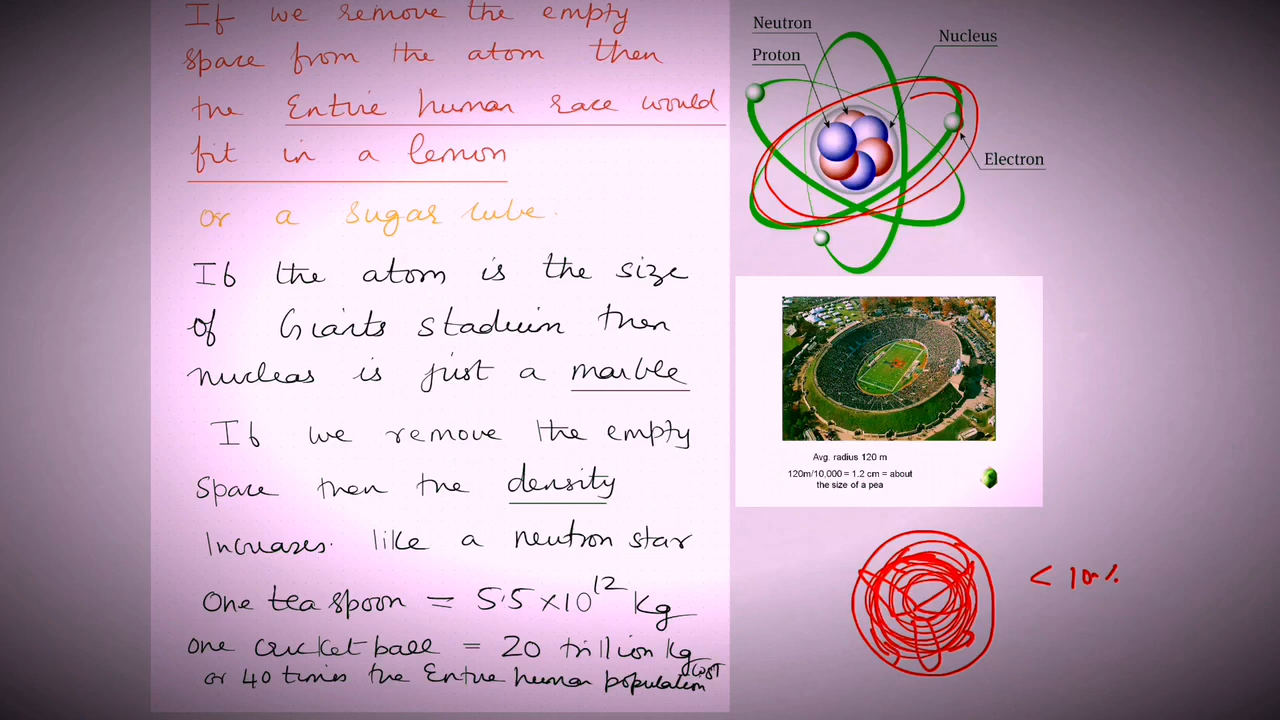 If we remove the empty
space from the atom then
the Entire human race would
fit in a lemon
or a sugar cube.
If the atom is the size
of Giants stadium then
nucleas is just a marble
If we remove the empty
space then the density
Increases. like a neutron star
One tea spoon = 5.5 × 10¹² Kg
one cricket ball = 20 trillion Kg
or 40 times the Entire human population
Neutron
Proton
Nucleus
Electron
Avg. radius 120 m
120m/10,000 = 1.2 cm = about
the size of a pea